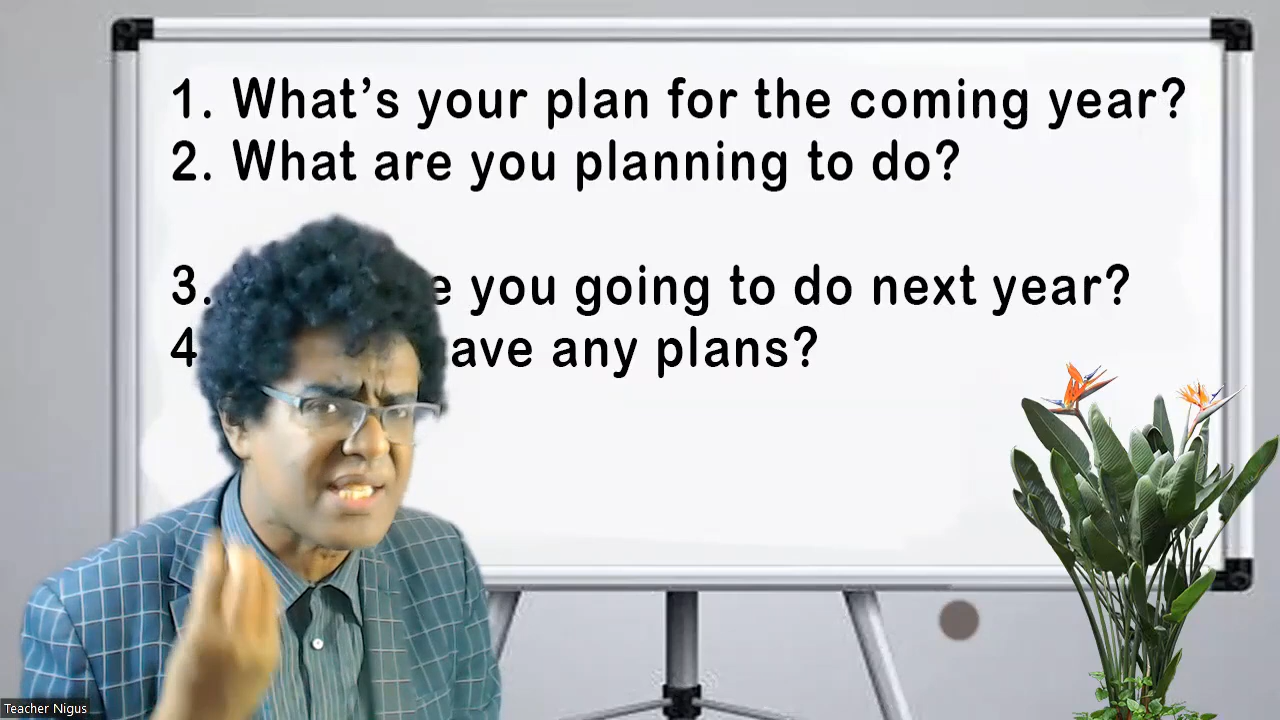 1. What's your plan for the coming year?
2. What are you planning to do?
3. you going to do next year?
4 any plans?
Teacher Nigus